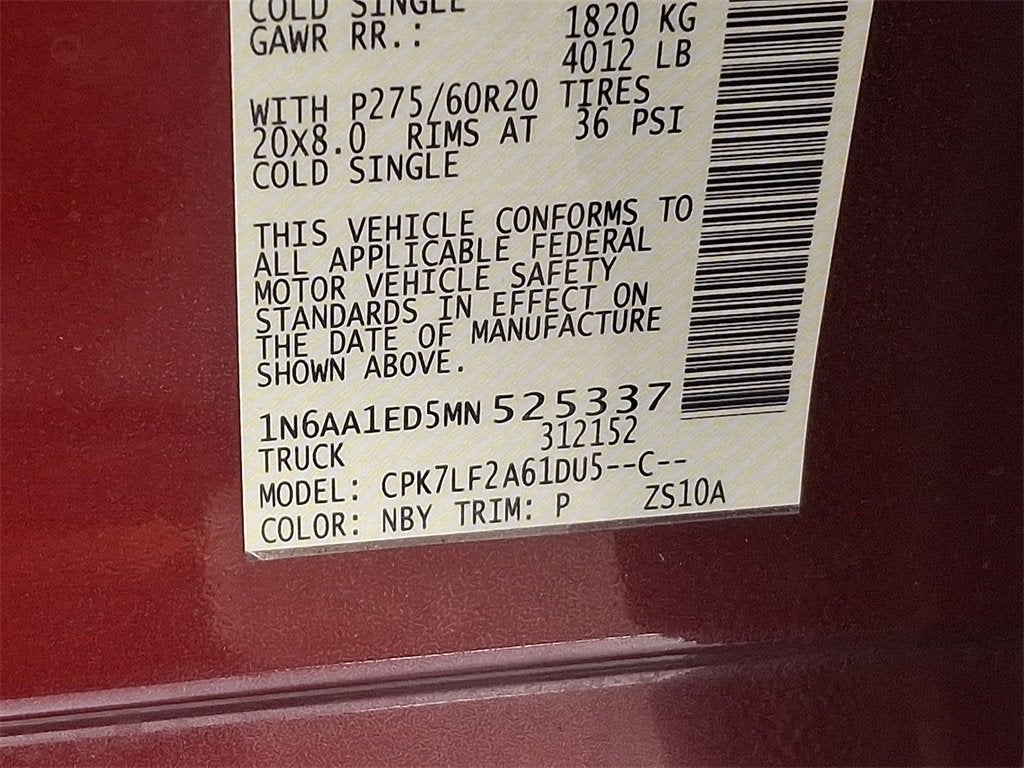 COLD SINGLE
GAWR RR.: 1820 KG
4012 LB
WITH P275/60R20 TIRES
20X8.0 RIMS AT 36 PSI
COLD SINGLE
THIS VEHICLE CONFORMS TO
ALL APPLICABLE FEDERAL
MOTOR VEHICLE SAFETY
STANDARDS IN EFFECT ON
THE DATE OF MANUFACTURE
SHOWN ABOVE.
1N6AA1ED5MN 525337
TRUCK 312152
MODEL: CPK7LF2A61DU5--C--
COLOR: NBY TRIM: P ZS10A